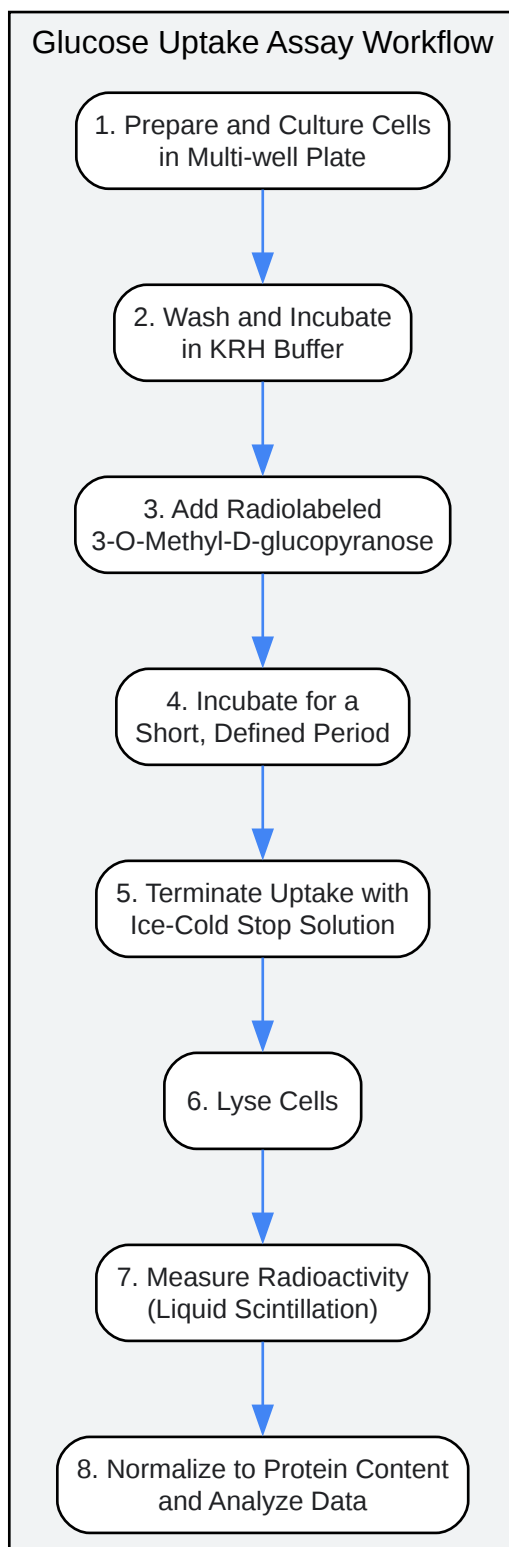 Glucose Uptake Assay Workflow
1. Prepare and Culture Cells
in Multi-well Plate
2. Wash and Incubate
in KRH Buffer
3. Add Radiolabeled
3-O-Methyl-D-glucopyranose
4. Incubate for a
Short, Defined Period
5. Terminate Uptake with
Ice-Cold Stop Solution
6. Lyse Cells
7. Measure Radioactivity
(Liquid Scintillation)
8. Normalize to Protein Content
and Analyze Data